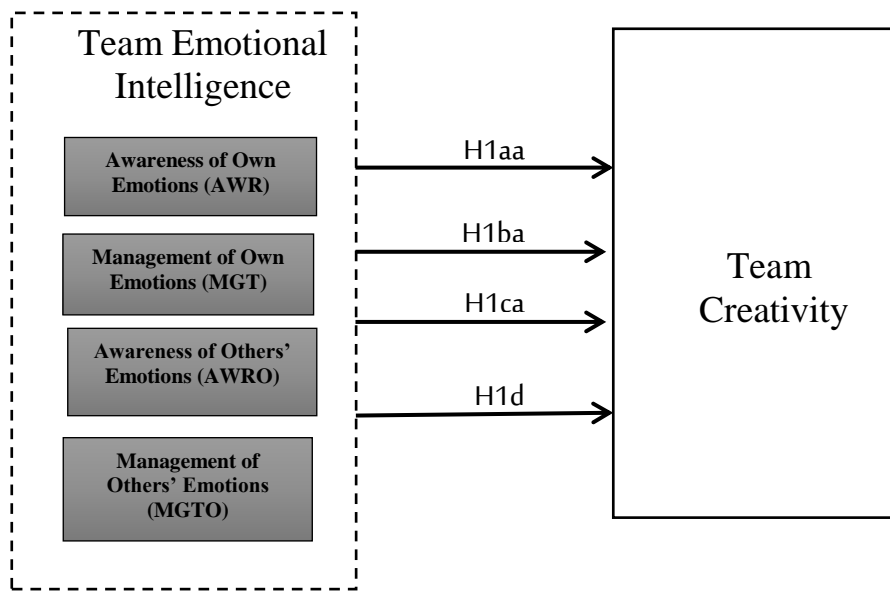 Team Emotional
Intelligence
Awareness of Own
Emotions (AWR)
Management of Own
Emotions (MGT)
Awareness of Others’
Emotions (AWRO)
Management of
Others’ Emotions
(MGTO)
H1aa
H1ba
H1ca
H1d
Team
Creativity